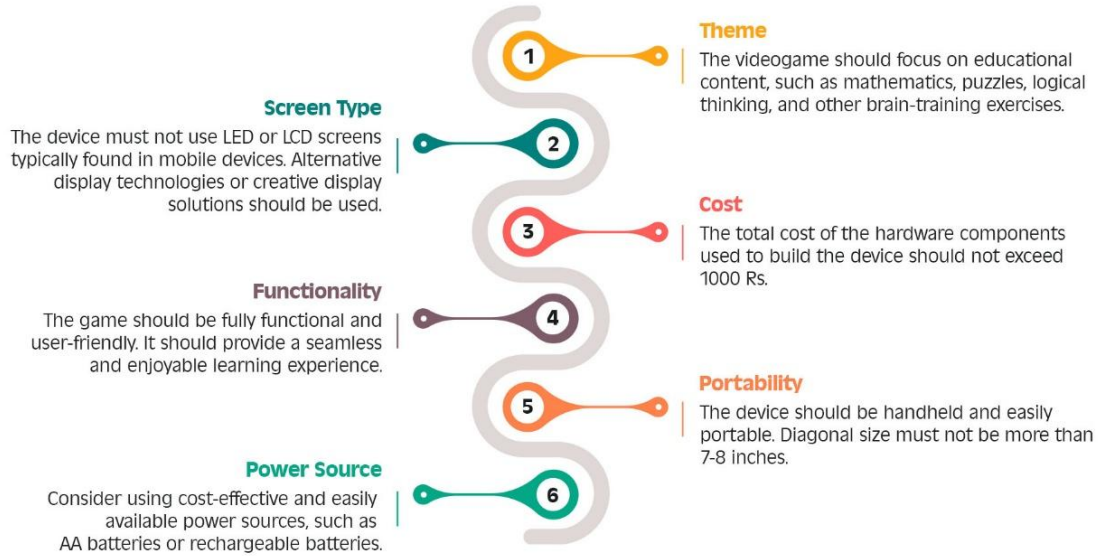 1
Theme
The videogame should focus on educational
content, such as mathematics, puzzles, logical
thinking, and other brain-training exercises.
Screen Type
The device must not use LED or LCD screens
typically found in mobile devices. Alternative
display technologies or creative display
solutions should be used.
2
3
Cost
The total cost of the hardware components
used to build the device should not exceed
1000 Rs.
Functionality
The game should be fully functional and
user-friendly. It should provide a seamless
and enjoyable learning experience.
4
5
Portability
The device should be handheld and easily
portable. Diagonal size must not be more than
7-8 inches.
Power Source
Consider using cost-effective and easily
available power sources, such as
AA batteries or rechargeable batteries.
6